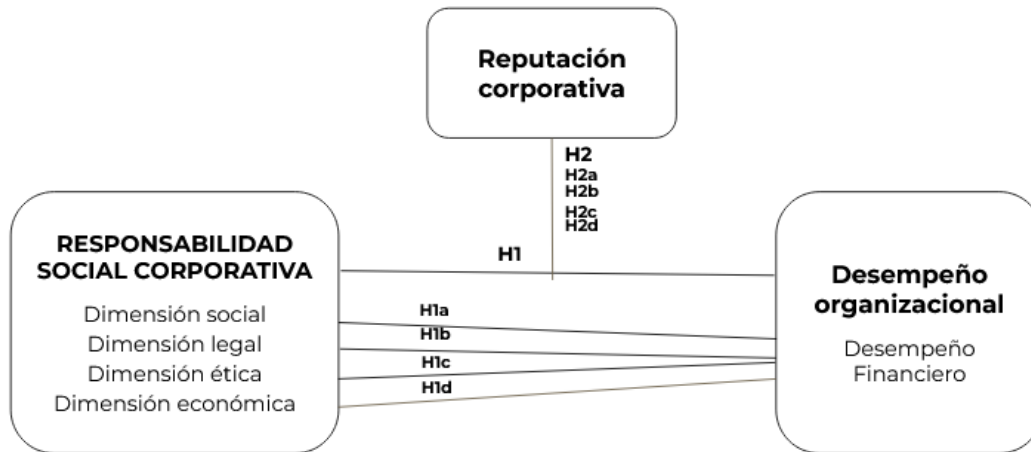 Reputación
corporativa
H2
H2a
H2b
H2c
H2d
RESPONSABILIDAD
SOCIAL CORPORATIVA
Dimensión social
Dimensión legal
Dimensión ética
Dimensión económica
H1
H1a
H1b
H1c
H1d
Desempeño
organizacional
Desempeño
Financiero